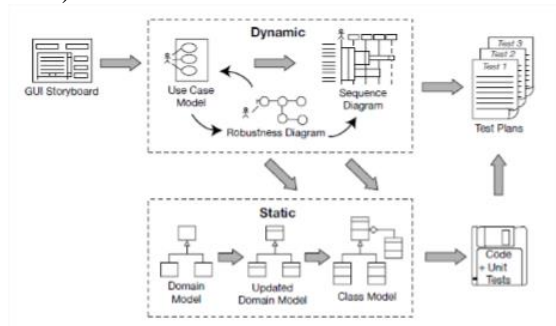 Dynamic
GUI Storyboard
Use Case
Model
Robustness Diagram
Sequence
Diagram
Test 3
Test 2
Test 1
Test Plans
Static
Domain
Model
Updated
Domain Model
Class Model
Code
+ Unit
Tests